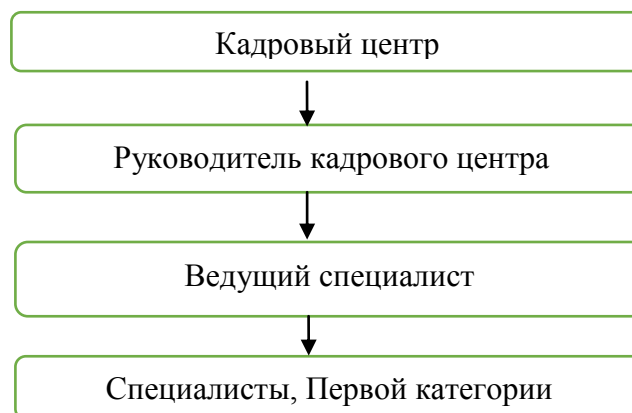 Кадровый центр
Руководитель кадрового центра
Ведущий специалист
Специалисты, Первой категории